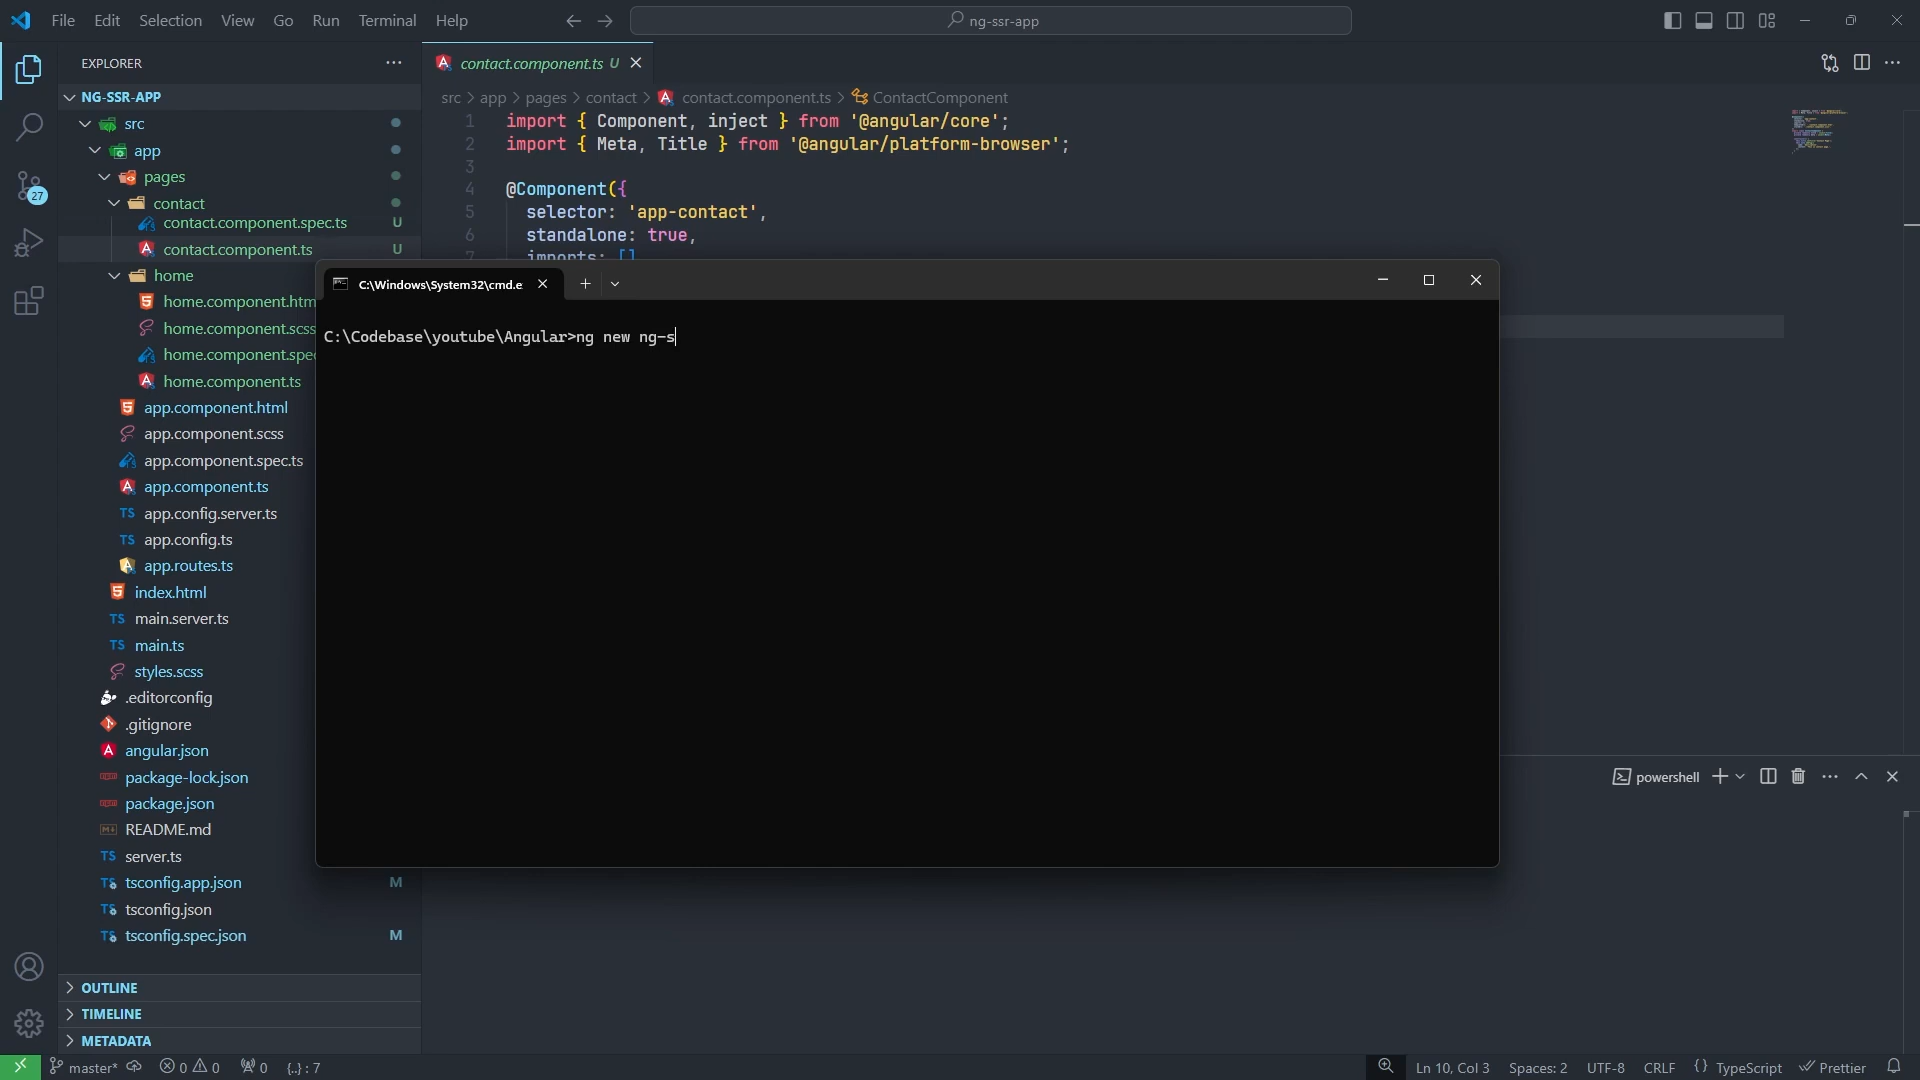 File Edit Selection View Go Run Terminal Help
ng-ssr-app
EXPLORER
NG-SSR-APP
src
app
pages
contact
contact.component.spec.ts U
contact.component.ts U
home
home.component.htm
home.component.scss
home.component.spec
home.component.ts
app.component.html
app.component.scss
app.component.spec.ts
app.component.ts
app.config.server.ts
app.config.ts
app.routes.ts
index.html
main.server.ts
main.ts
styles.scss
.editorconfig
.gitignore
angular.json
package-lock.json
package.json
README.md
server.ts
tsconfig.app.json M
tsconfig.json
tsconfig.spec.json M
OUTLINE
TIMELINE
METADATA
27
contact.component.ts U
src > app > pages > contact > contact.component.ts > ContactComponent
1 import { Component, inject } from '@angular/core';
2 import { Meta, Title } from '@angular/platform-browser';
3
4 @Component({
5 selector: 'app-contact',
6 standalone: true,
7 imports: []
C:\Windows\System32\cmd.e
C:\Codebase\youtube\Angular>ng new ng-s
powershell
master* 0 0 0 {..} : 7
Ln 10, Col 3 Spaces: 2 UTF-8 CRLF {} TypeScript Prettier